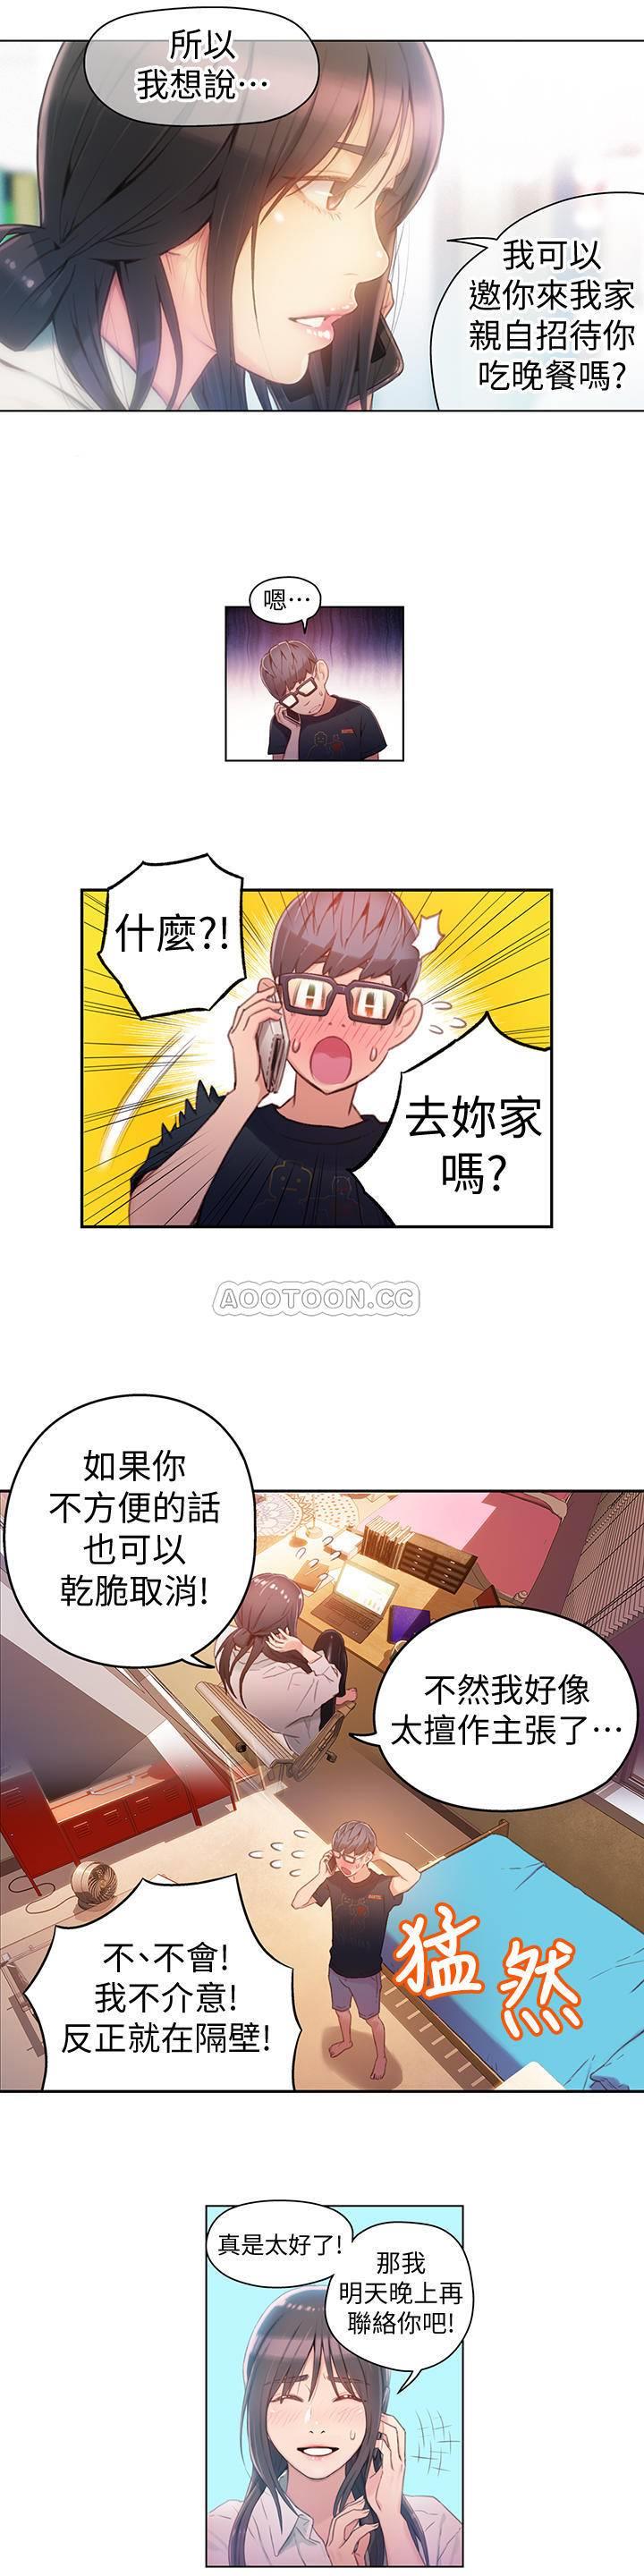 所以
我想說…
我可以
邀你來我家
親自招待你
吃晚餐嗎?
嗯…
什麼?!
去妳家
嗎?
AOOTOON.CC
如果你
不方便的話
也可以
乾脆取消!
不然我好像
太擅作主張了…
猛然
不、不會!
我不介意!
反正就在隔壁!
真是太好了!
那我
明天晚上再
聯絡你吧!